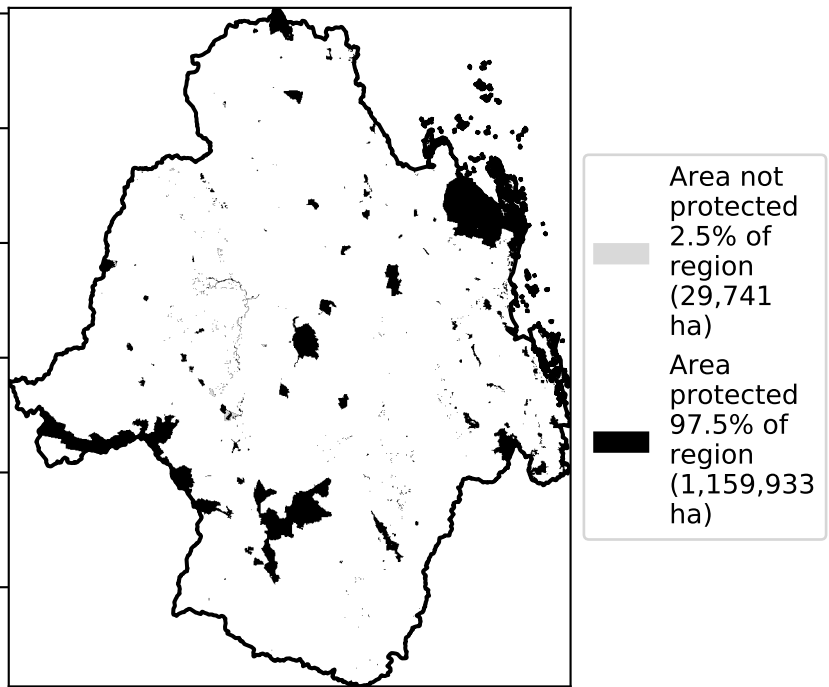 Area not
protected
2.5% of
region
(29,741
ha)
Area
protected
97.5% of
region
(1,159,933
ha)